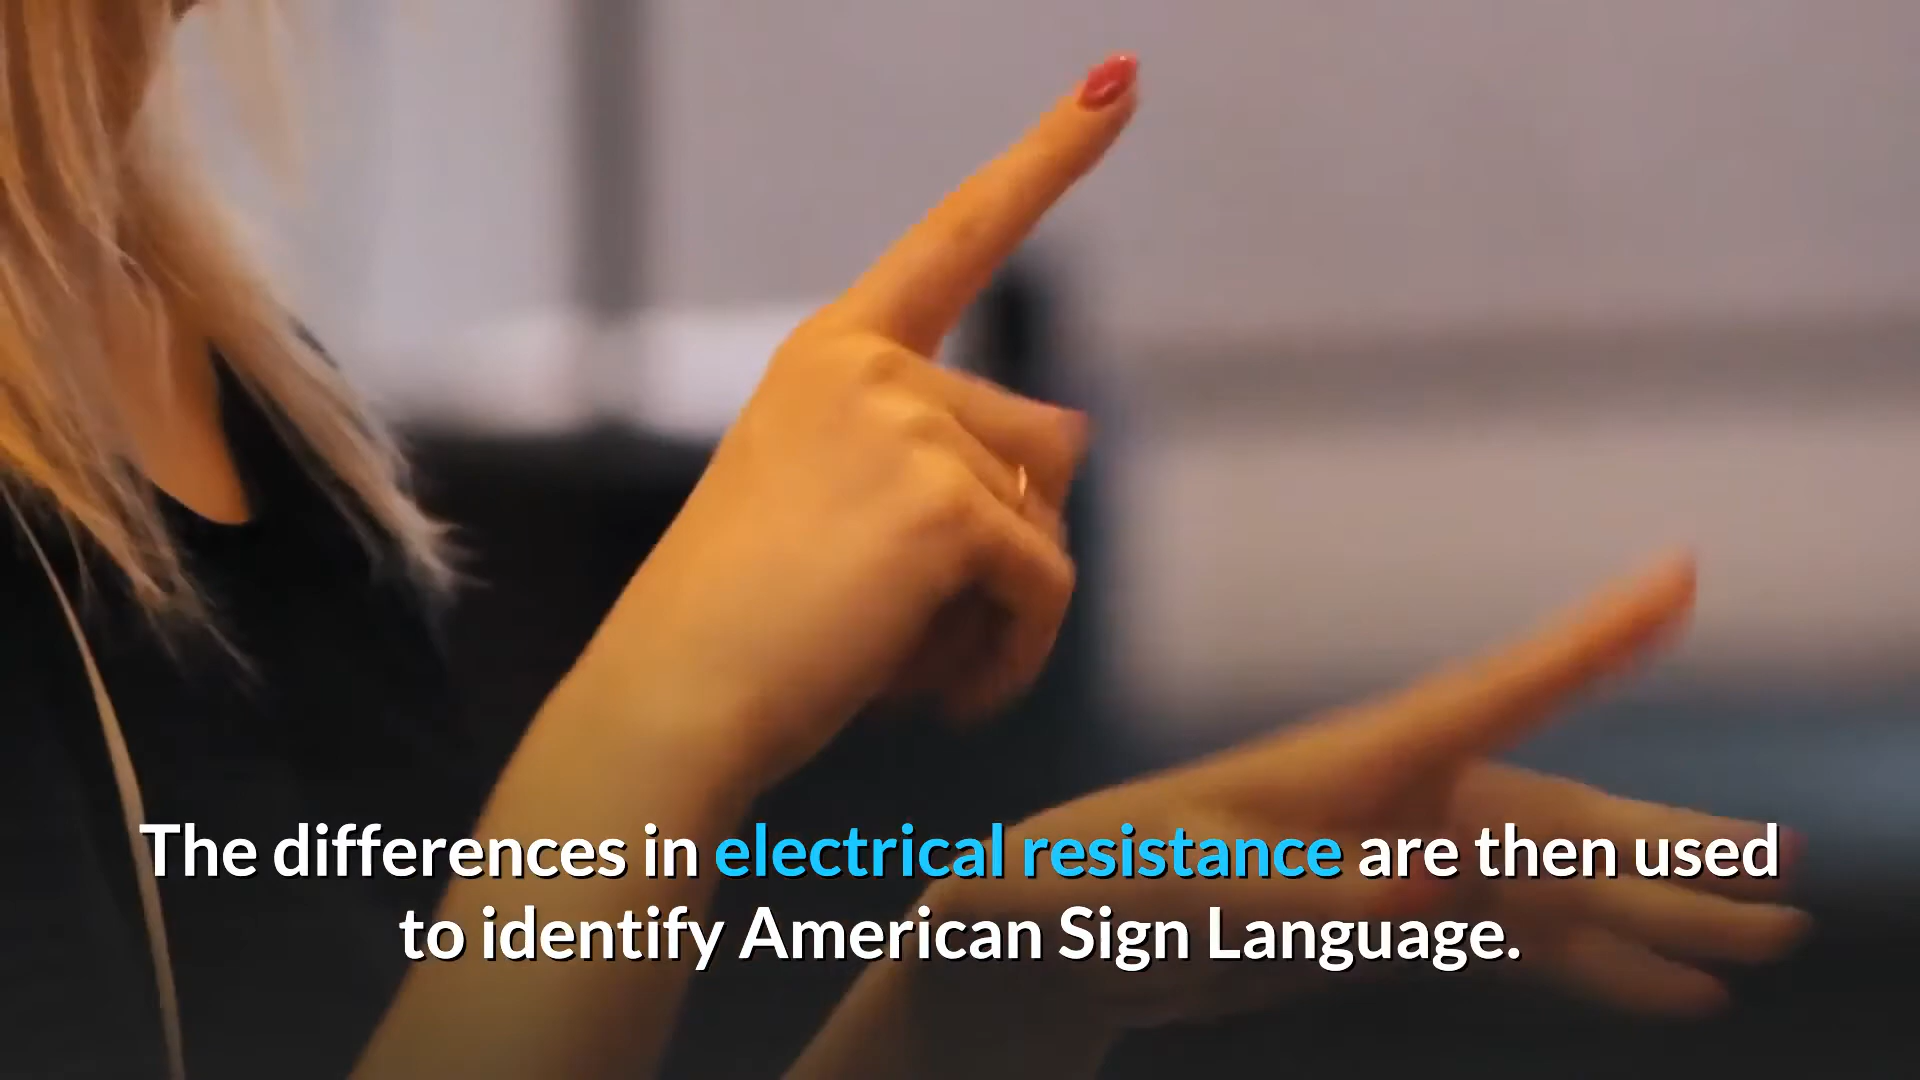 The differences in electrical resistance are then used
to identify American Sign Language.